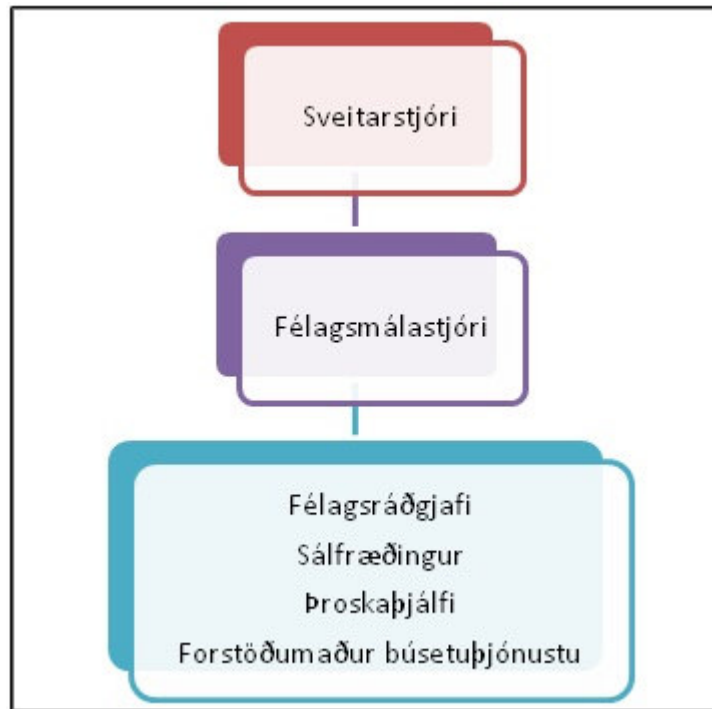 Sveitarstjóri
Félagsmálastjóri
Félagsráðgjafi
Sálfræðingur
Þroskaþjálfi
Forstöðumaður búsetuþjónustu